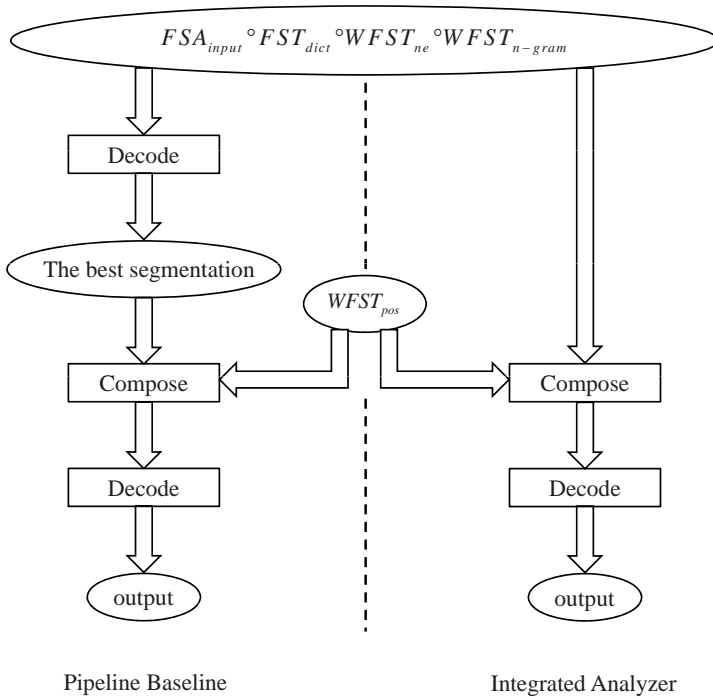 FSA_input ∘ FST_dict ∘ WFST_ne ∘ WFST_n-gram
Decode
The best segmentation
WFST_pos
Compose
Compose
Decode
Decode
output
output
Pipeline Baseline
Integrated Analyzer